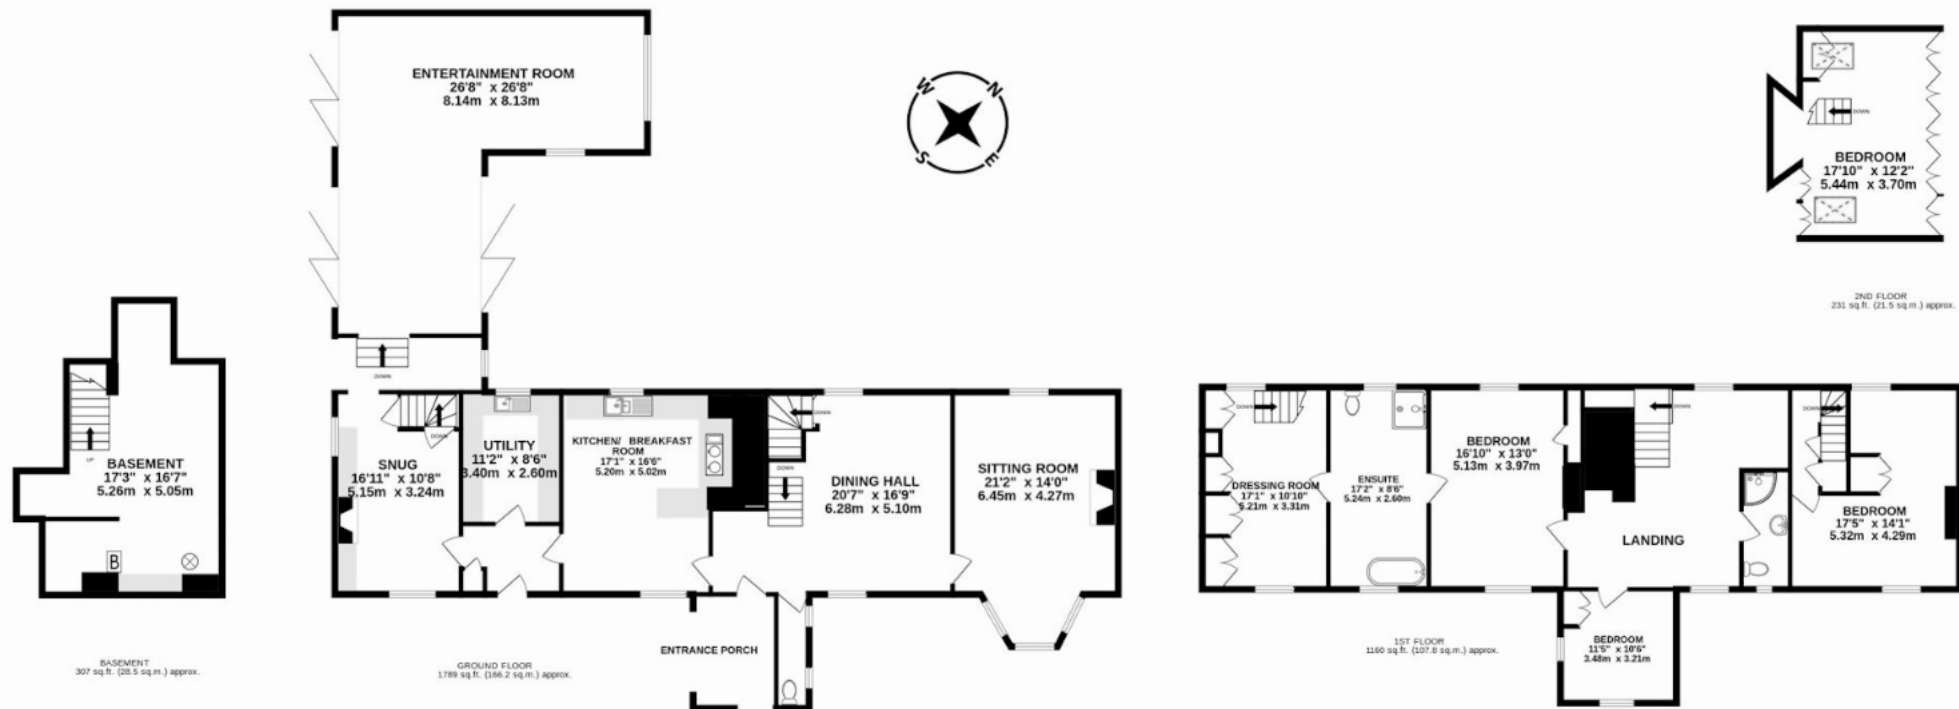 ENTERTAINMENT ROOM
26'8" x 26'8"
8.14m x 8.13m
DOWN
W
N
S
E
DOWN
BEDROOM
17'10" x 12'2"
5.44m x 3.70m
2ND FLOOR
231 sq.ft. (21.5 sq.m.) approx.
UP
BASEMENT
17'3" x 16'7"
5.26m x 5.05m
B
BASEMENT
307 sq.ft. (28.5 sq.m.) approx.
DOWN
SNUG
16'11" x 10'8"
5.15m x 3.24m
UTILITY
11'2" x 8'6"
3.40m x 2.60m
KITCHEN/ BREAKFAST
ROOM
17'1" x 16'6"
5.20m x 5.02m
DOWN
DOWN
DINING HALL
20'7" x 16'9"
6.28m x 5.10m
SITTING ROOM
21'2" x 14'0"
6.45m x 4.27m
ENTRANCE PORCH
GROUND FLOOR
1789 sq.ft. (166.2 sq.m.) approx.
DOWN
DRESSING ROOM
17'1" x 10'10"
5.21m x 3.31m
ENSUITE
17'2" x 8'6"
5.24m x 2.60m
BEDROOM
16'10" x 13'0"
5.13m x 3.97m
DOWN
LANDING
DOWN
BEDROOM
17'5" x 14'1"
5.32m x 4.29m
BEDROOM
11'5" x 10'6"
3.48m x 3.21m
1ST FLOOR
1160 sq.ft. (107.8 sq.m.) approx.